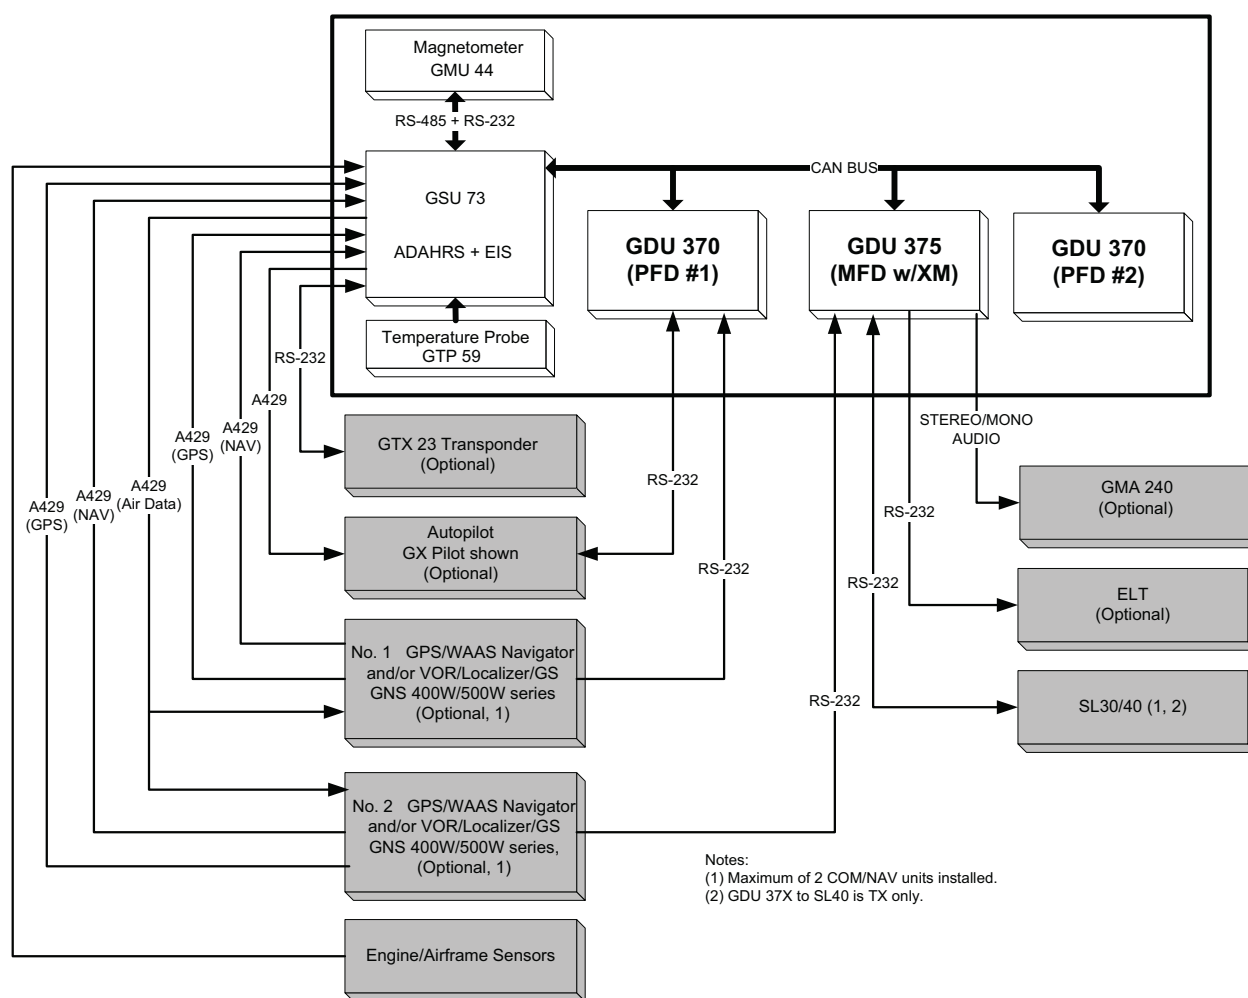 Magnetometer
GMU 44
RS-485 + RS-232
GSU 73
ADAHRS + EIS
CAN BUS
GDU 370
(PFD #1)
GDU 375
(MFD w/XM)
GDU 370
(PFD #2)
Temperature Probe
GTP 59
RS-232
A429
A429
(NAV)
A429
(GPS)
A429
(Air Data)
A429
(NAV)
A429
(GPS)
STEREO/MONO
AUDIO
GTX 23 Transponder
(Optional)
RS-232
GMA 240
(Optional)
RS-232
Autopilot
GX Pilot shown
(Optional)
RS-232
RS-232
ELT
(Optional)
No. 1 GPS/WAAS Navigator
and/or VOR/Localizer/GS
GNS 400W/500W series
(Optional, 1)
RS-232
SL30/40 (1, 2)
No. 2 GPS/WAAS Navigator
and/or VOR/Localizer/GS
GNS 400W/500W series,
(Optional, 1)
Notes:
(1) Maximum of 2 COM/NAV units installed.
(2) GDU 37X to SL40 is TX only.
Engine/Airframe Sensors